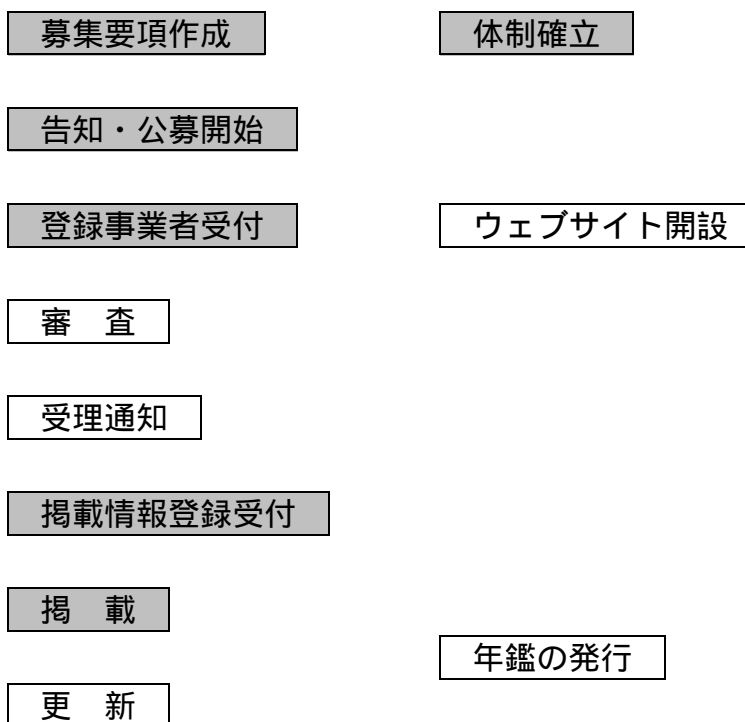 募集要項作成
体制確立
告知・公募開始
登録事業者受付
ウェブサイト開設
審　査
受理通知
掲載情報登録受付
掲　載
年鑑の発行
更　新